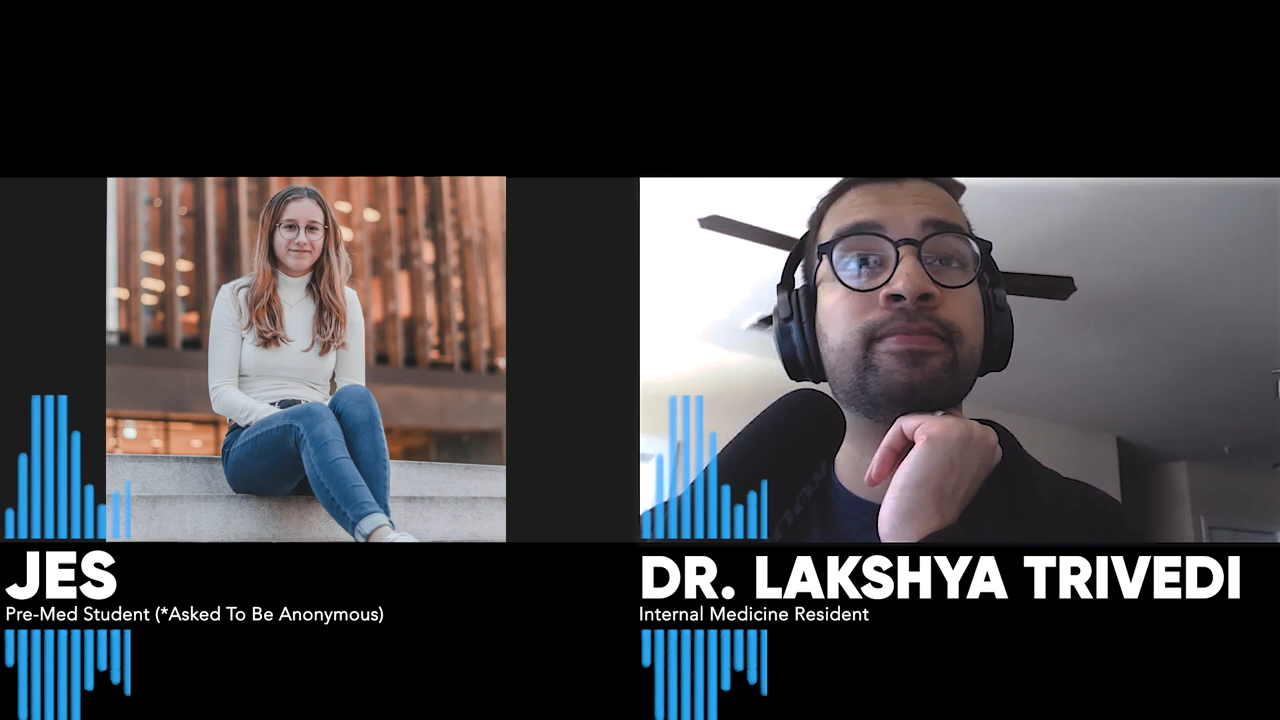 JES
Pre-Med Student (*Asked To Be Anonymous)
DR. LAKSHYA TRIVEDI
Internal Medicine Resident